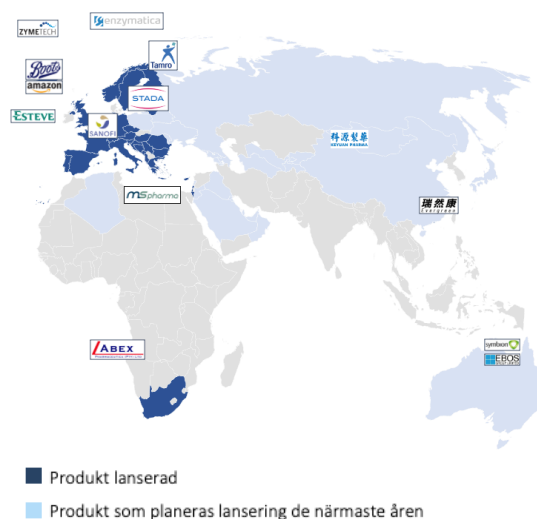 enzymatica
ZYMETECH
Tamro
Boots
amazon
STADA
ESTEVE
SANOFI
科源製藥
KEYUAN PHARMA
MS pharma
瑞然康
Evergreen
ABEX
symbion
EBOS
Produkt lanserad
Produkt som planeras lansering de närmaste åren